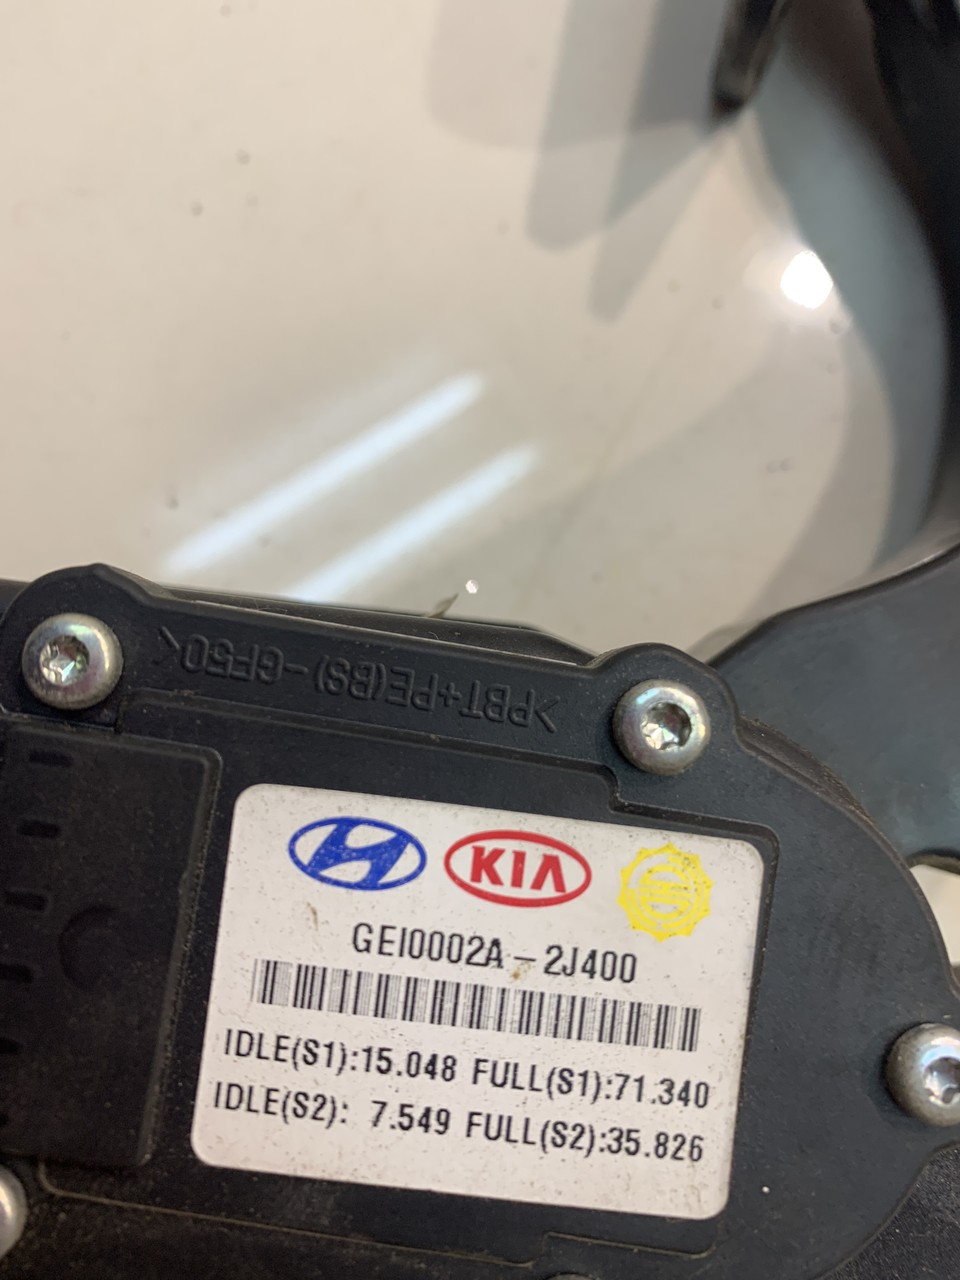 >PBT+PE(BS)-GF50<
KIA
GEI0002A-2J400
IDLE(S1):15.048 FULL(S1):71.340
IDLE(S2): 7.549 FULL(S2):35.826